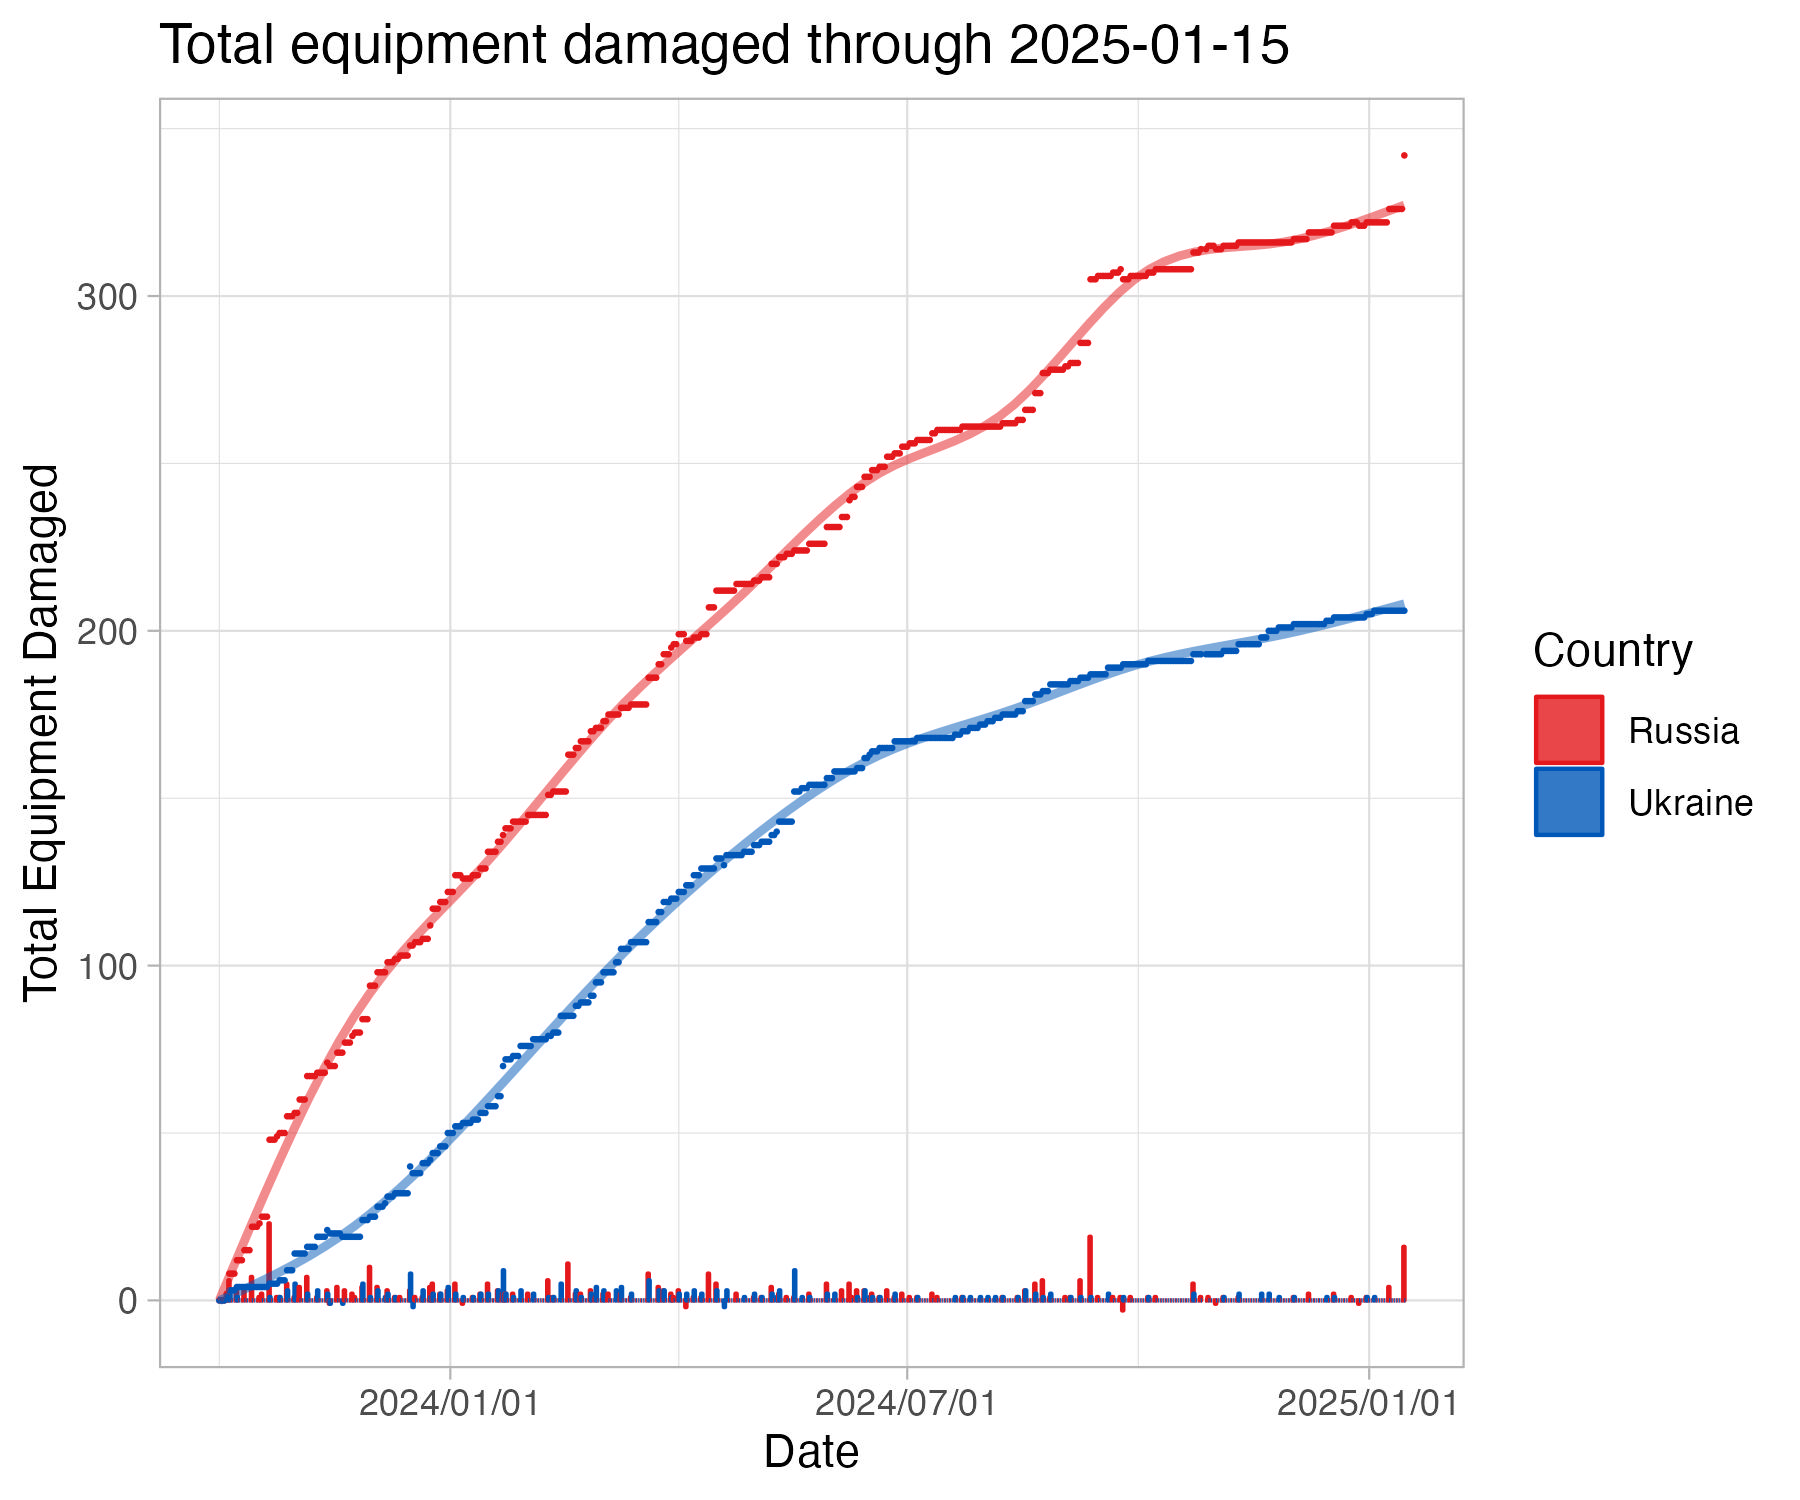 Total equipment damaged through 2025-01-15
Total Equipment Damaged
300
200
100
0
2024/01/01
2024/07/01
2025/01/01
Date
Country
Russia
Ukraine